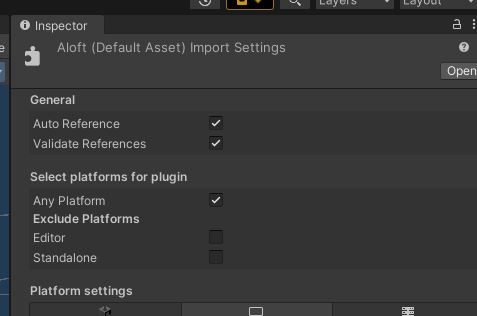 Layers
Layout
Inspector
Aloft (Default Asset) Import Settings
Open
General
Auto Reference
Validate References
Select platforms for plugin
Any Platform
Exclude Platforms
Editor
Standalone
Platform settings